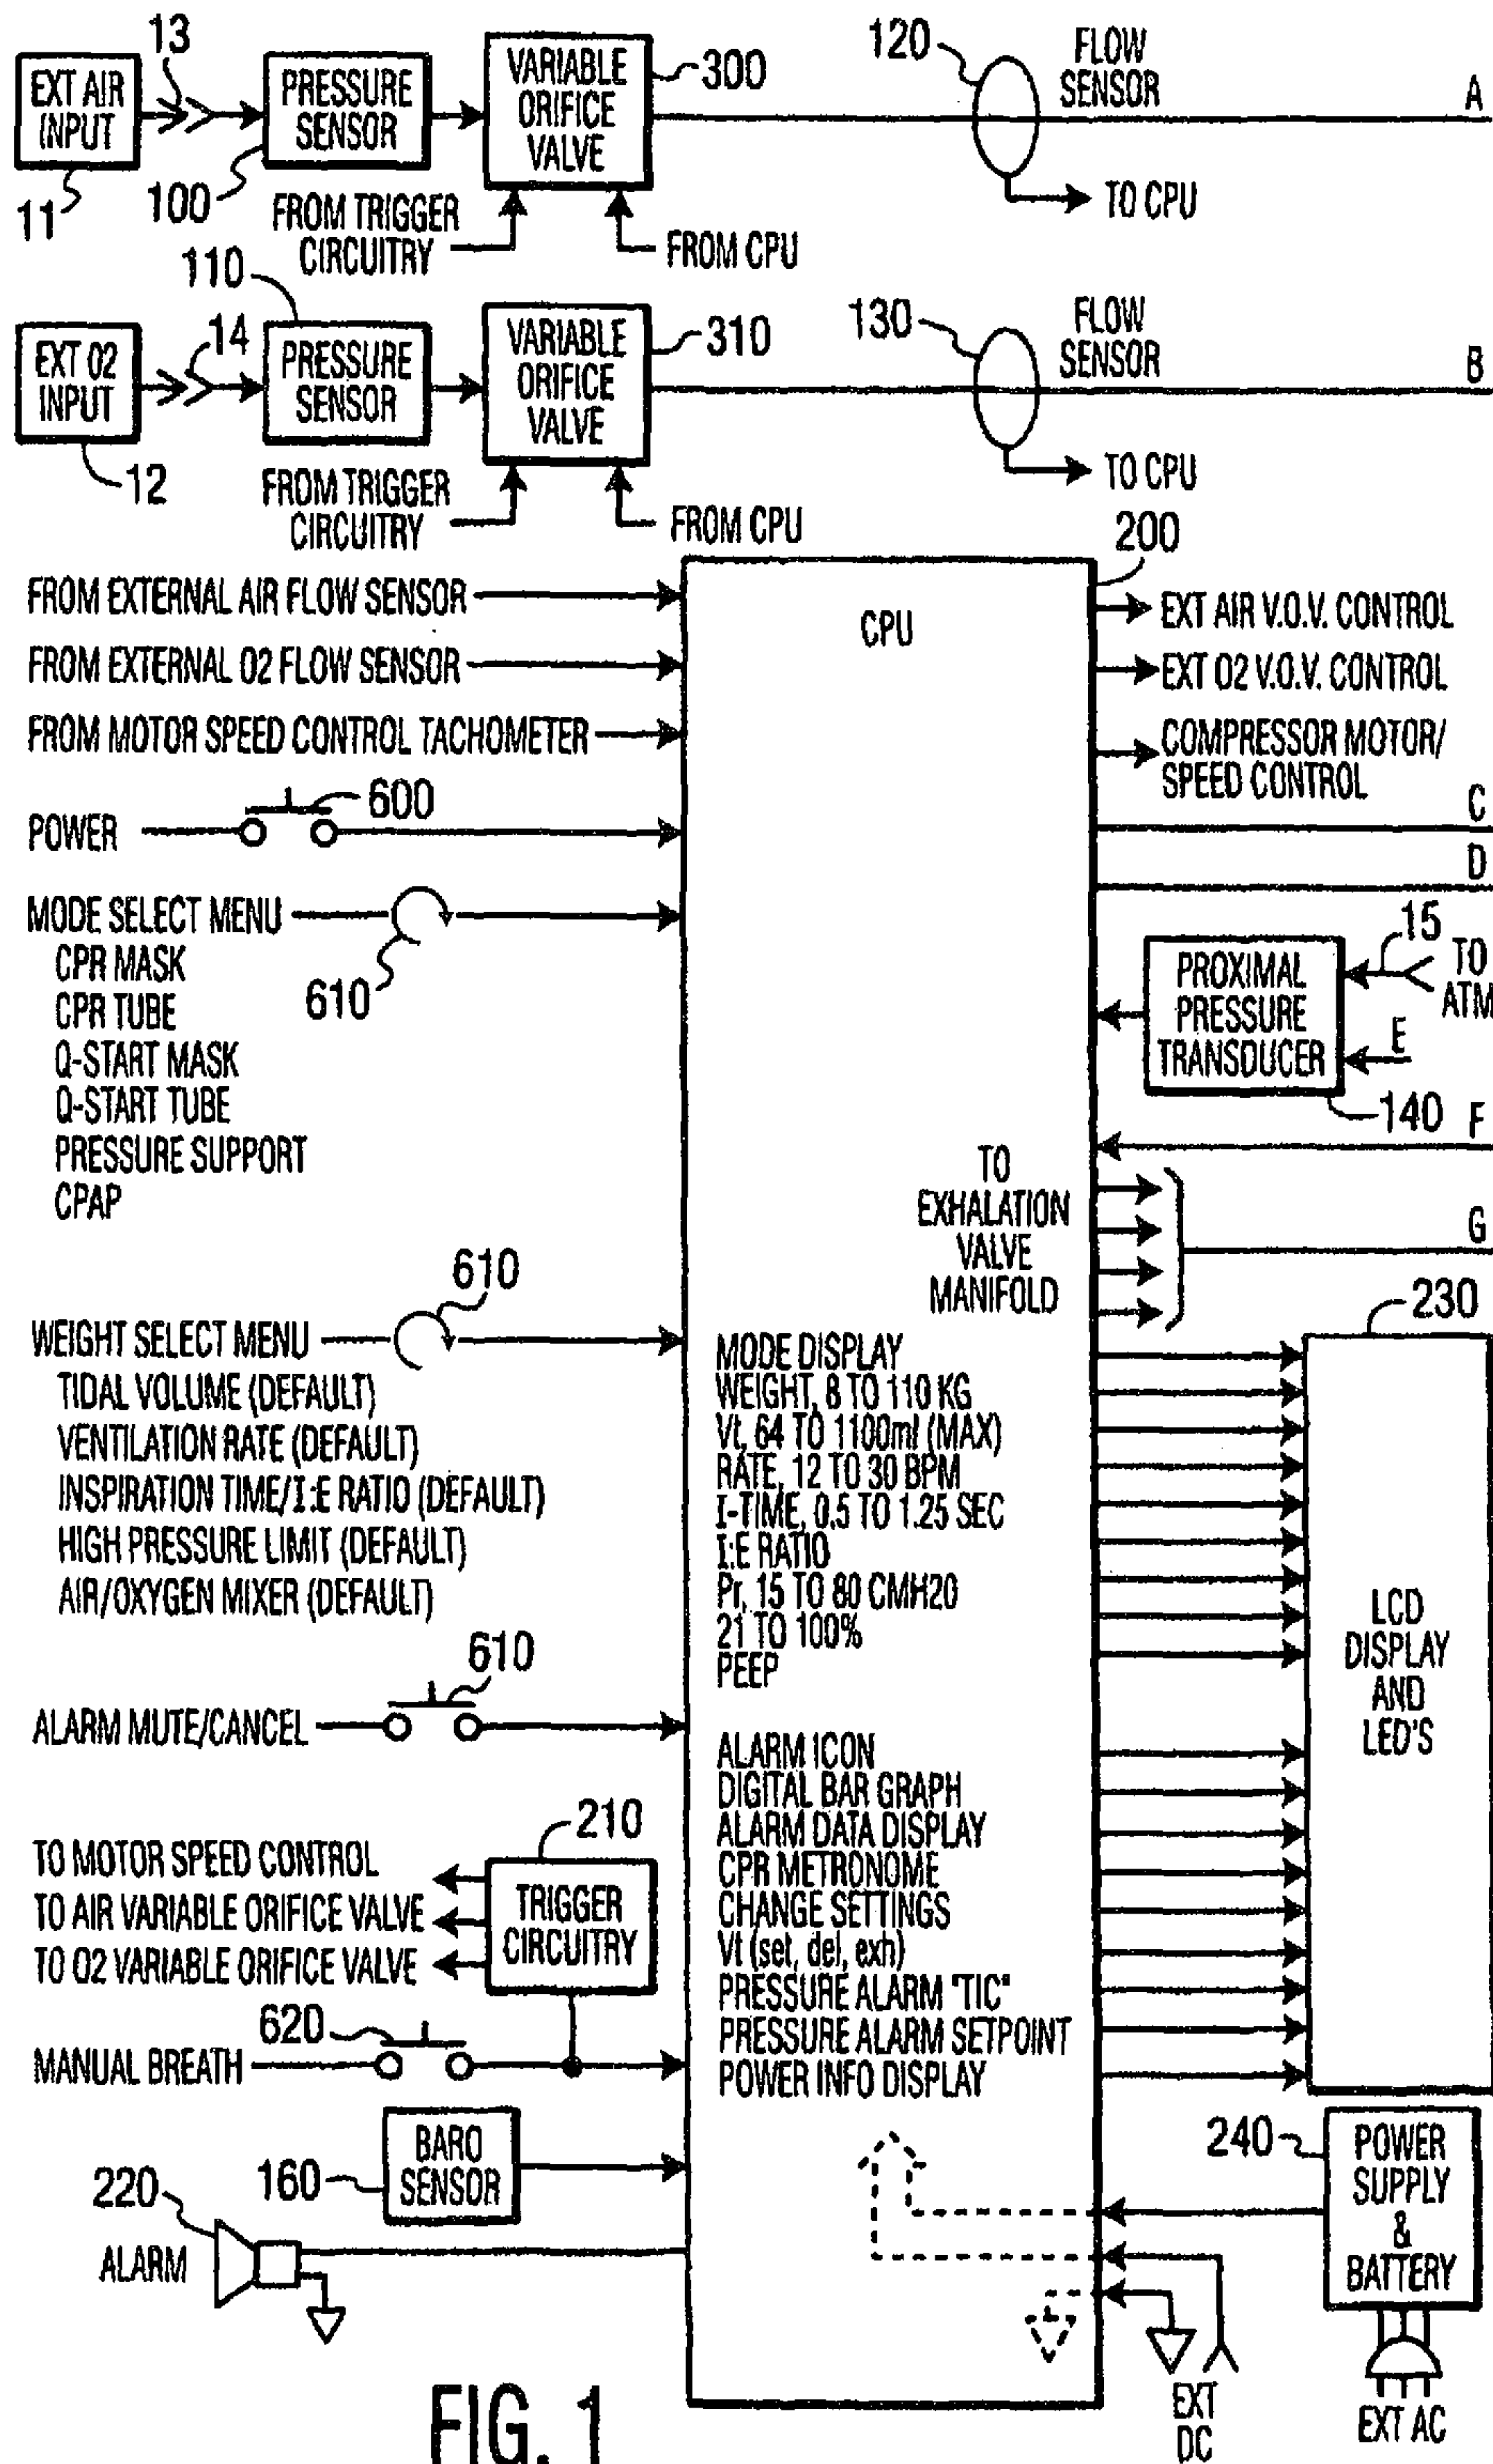 13
EXT AIR
INPUT
11
PRESSURE
SENSOR
100
VARIABLE
ORIFICE
VALVE
300
120
FLOW
SENSOR
A
FROM TRIGGER
CIRCUITRY
FROM CPU
TO CPU
EXT O2
INPUT
12
14
110
PRESSURE
SENSOR
VARIABLE
ORIFICE
VALVE
310
130
FLOW
SENSOR
B
FROM TRIGGER
CIRCUITRY
FROM CPU
TO CPU
200
CPU
FROM EXTERNAL AIR FLOW SENSOR
FROM EXTERNAL O2 FLOW SENSOR
FROM MOTOR SPEED CONTROL TACHOMETER
POWER
600
MODE SELECT MENU
610
CPR MASK
CPR TUBE
Q-START MASK
Q-START TUBE
PRESSURE SUPPORT
CPAP
WEIGHT SELECT MENU
610
TIDAL VOLUME (DEFAULT)
VENTILATION RATE (DEFAULT)
INSPIRATION TIME/I:E RATIO (DEFAULT)
HIGH PRESSURE LIMIT (DEFAULT)
AIR/OXYGEN MIXER (DEFAULT)
ALARM MUTE/CANCEL
610
TO MOTOR SPEED CONTROL
TO AIR VARIABLE ORIFICE VALVE
TO O2 VARIABLE ORIFICE VALVE
210
TRIGGER
CIRCUITRY
MANUAL BREATH
620
BARO
SENSOR
160
220
ALARM
EXT AIR V.O.V. CONTROL
EXT O2 V.O.V. CONTROL
COMPRESSOR MOTOR/
SPEED CONTROL
C
D
PROXIMAL
PRESSURE
TRANSDUCER
15
TO
ATM
E
140
F
TO
EXHALATION
VALVE
MANIFOLD
G
MODE DISPLAY
WEIGHT, 8 TO 110 KG
Vt, 64 TO 1100ml (MAX)
RATE, 12 TO 30 BPM
I-TIME, 0.5 TO 1.25 SEC
I:E RATIO
Pr, 15 TO 80 CMH20
21 TO 100%
PEEP
ALARM ICON
DIGITAL BAR GRAPH
ALARM DATA DISPLAY
CPR METRONOME
CHANGE SETTINGS
Vt (set, del, exh)
PRESSURE ALARM "TIC"
PRESSURE ALARM SETPOINT
POWER INFO DISPLAY
230
LCD
DISPLAY
AND
LED'S
240
POWER
SUPPLY
&
BATTERY
EXT
DC
EXT AC
FIG. 1